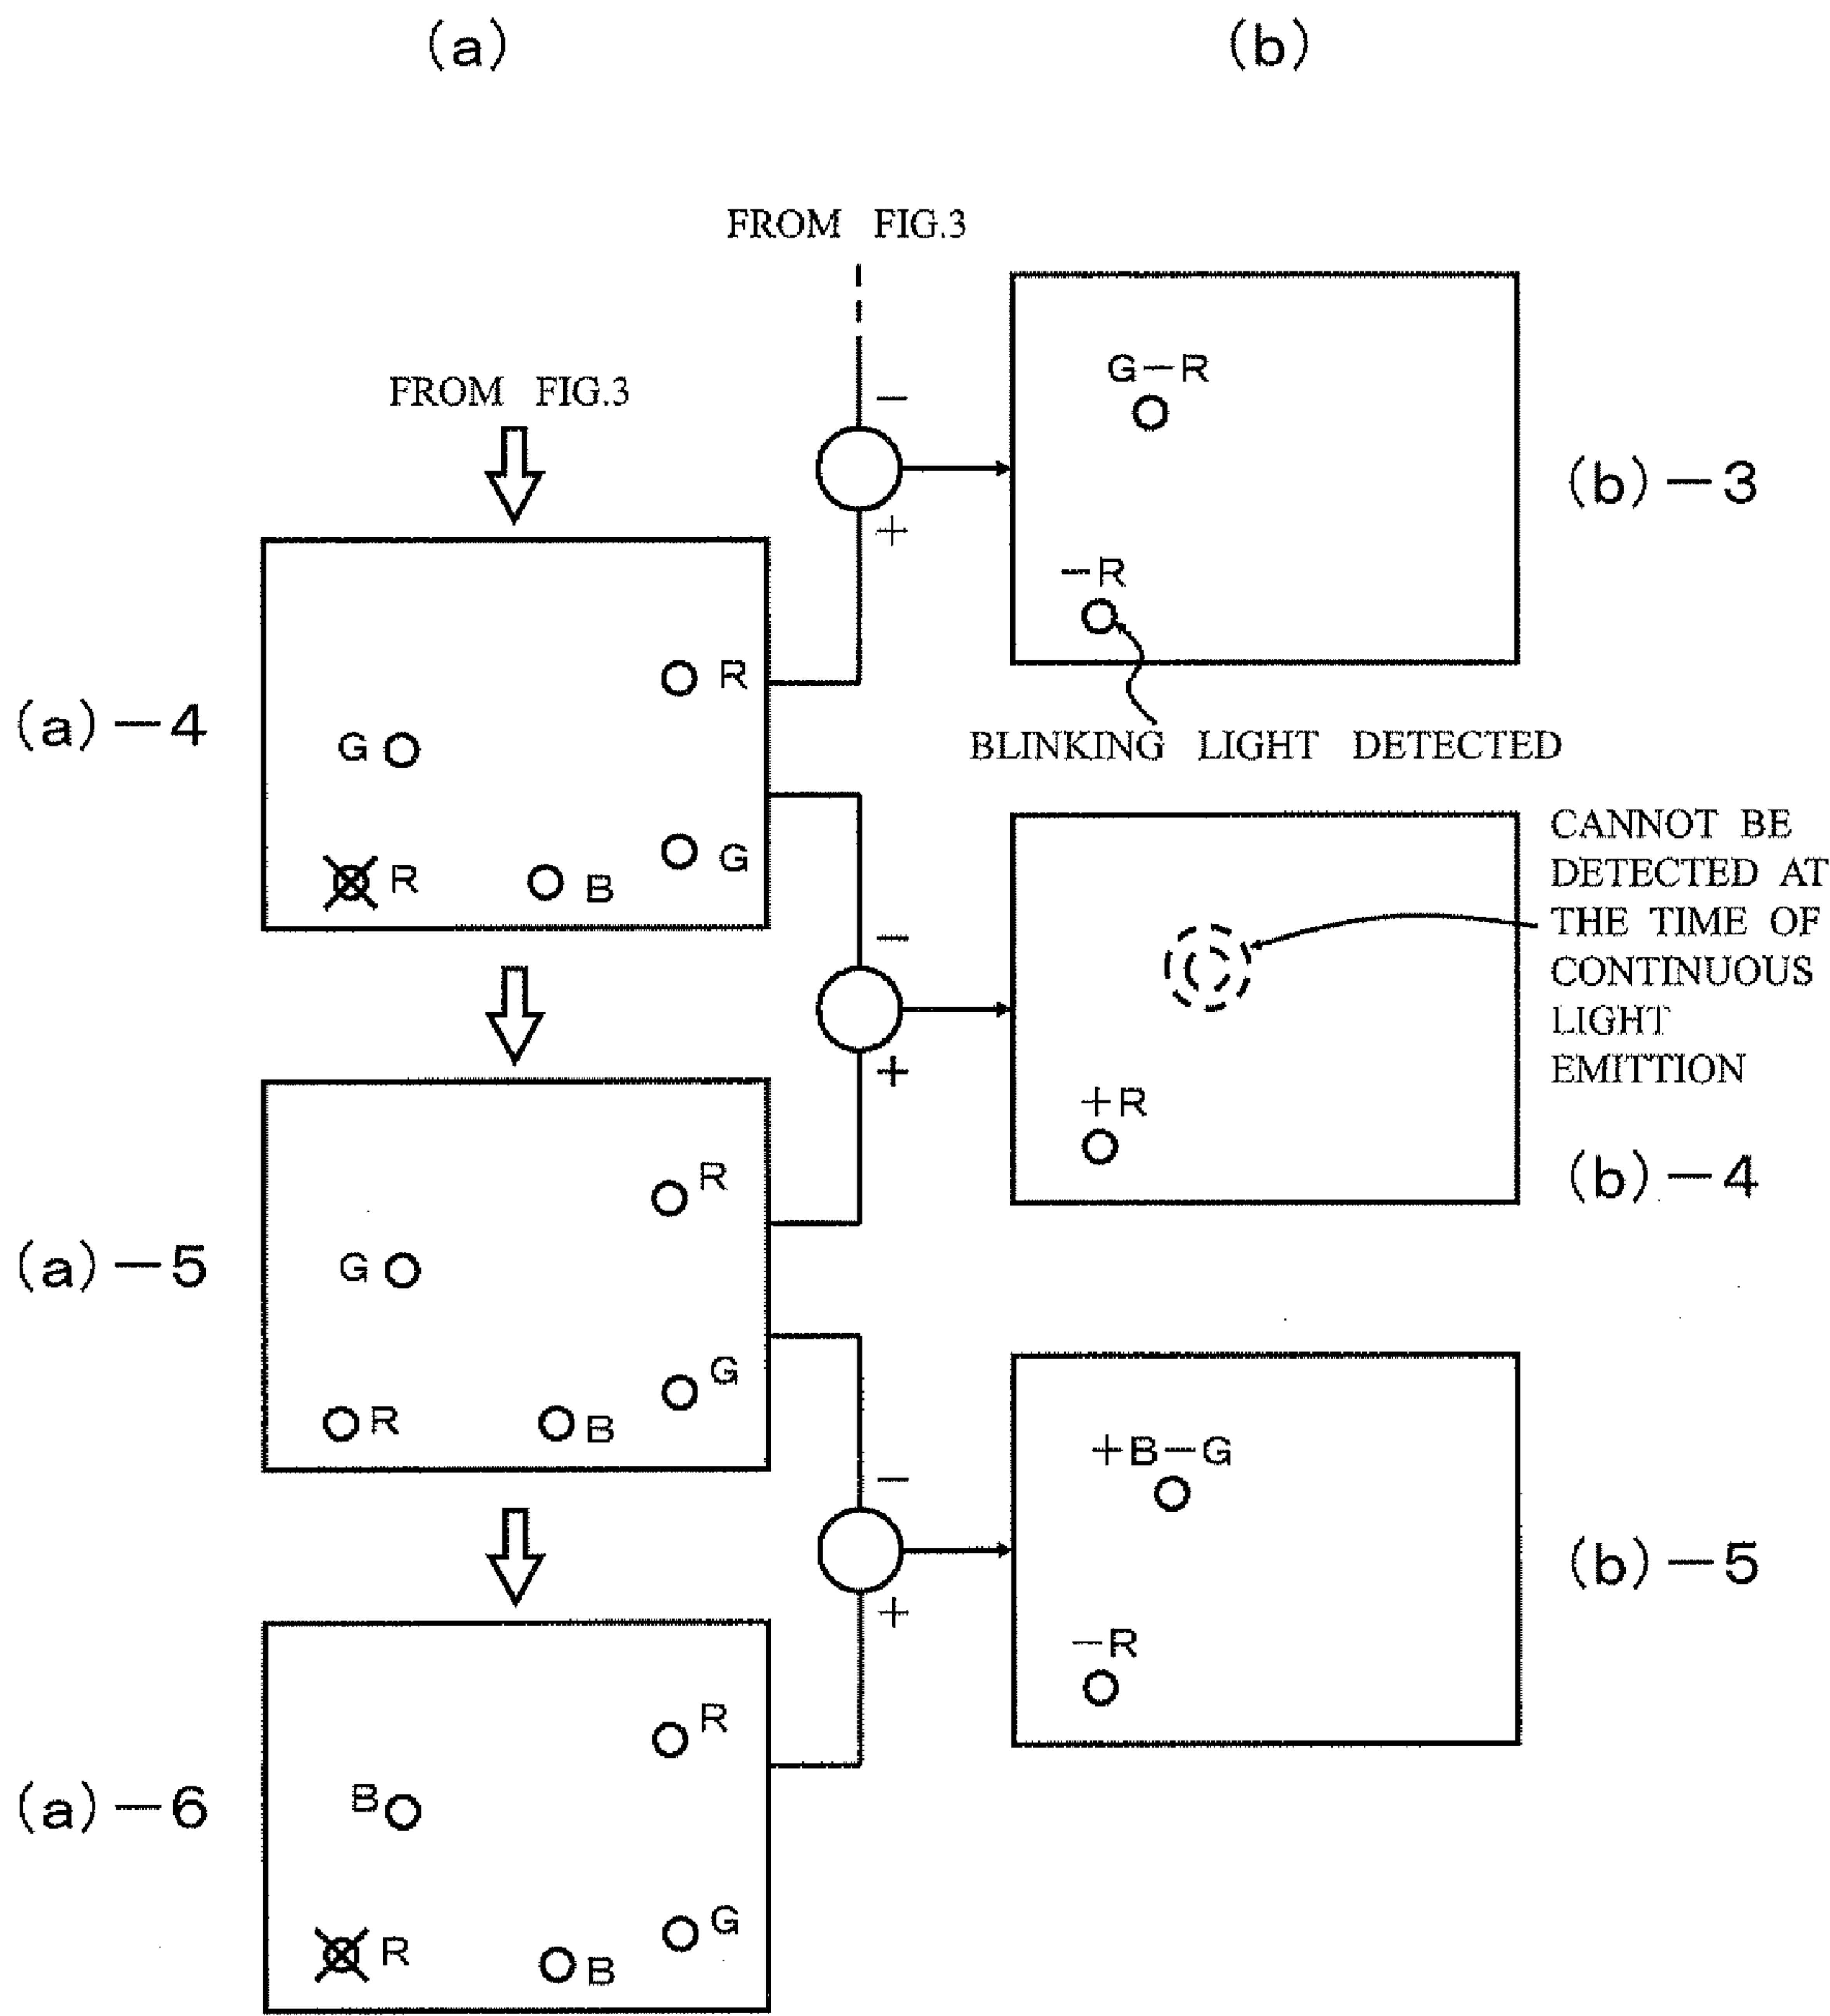 (a)
(b)
FROM FIG.3
FROM FIG.3
−
+
G−R
−R
(b)−3
BLINKING LIGHT DETECTED
(a)−4
R
G
R
B
G
−
+
CANNOT BE
DETECTED AT
THE TIME OF
CONTINUOUS
LIGHT
EMITTION
+R
(b)−4
(a)−5
R
G
G
R
B
−
+
+B−G
−R
(b)−5
(a)−6
R
B
G
R
B